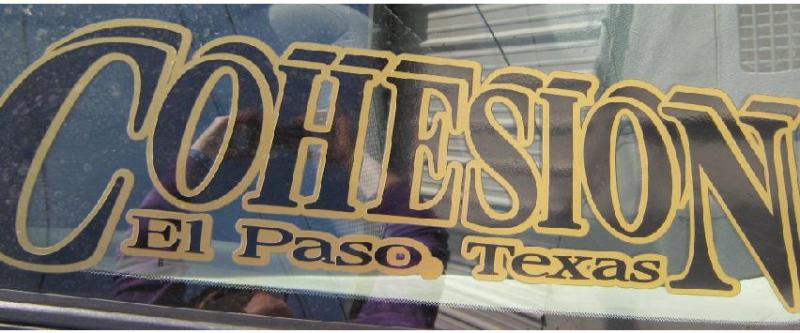 COHESION
El Paso, Texas